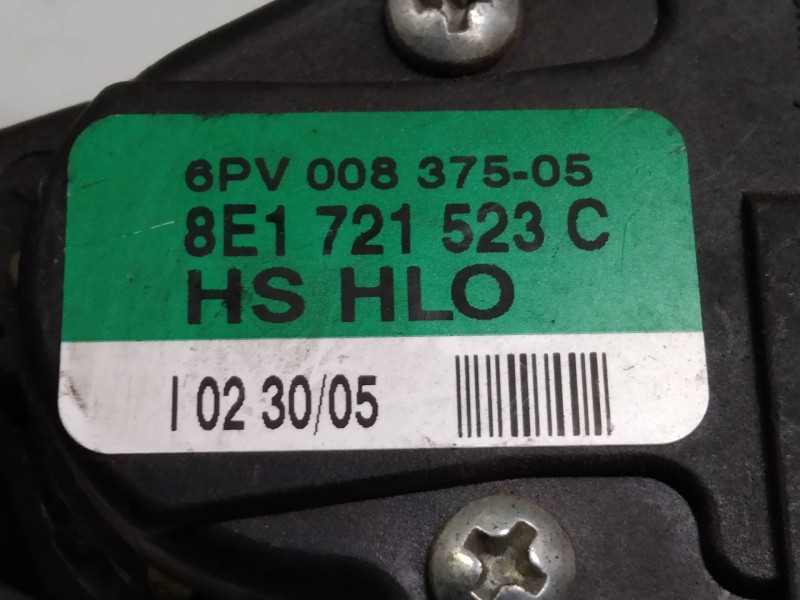 6PV 008 375-05
8E1 721 523 C
HS HLO
I 02 30/05